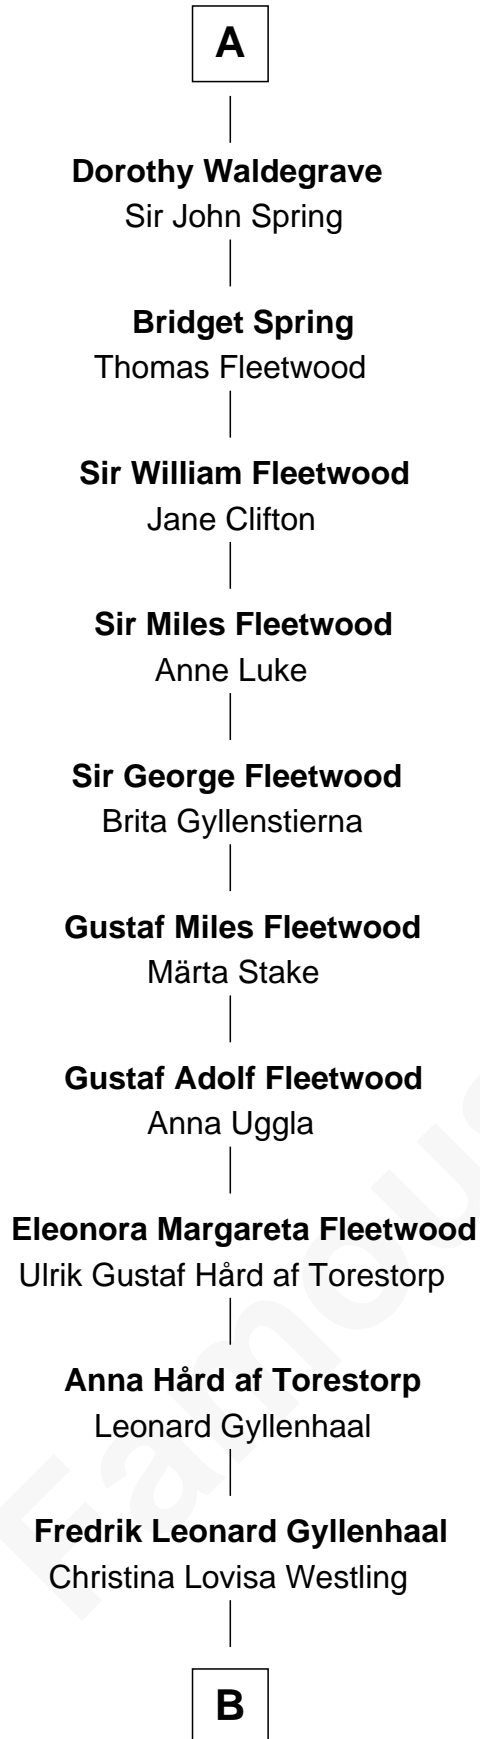 A
Dorothy Waldegrave
Sir John Spring
Bridget Spring
Thomas Fleetwood
Sir William Fleetwood
Jane Clifton
Sir Miles Fleetwood
Anne Luke
Sir George Fleetwood
Brita Gyllenstierna
Gustaf Miles Fleetwood
Märta Stake
Gustaf Adolf Fleetwood
Anna Uggla
Eleonora Margareta Fleetwood
Ulrik Gustaf Hård af Torestorp
Anna Hård af Torestorp
Leonard Gyllenhaal
Fredrik Leonard Gyllenhaal
Christina Lovisa Westling
B
Famous